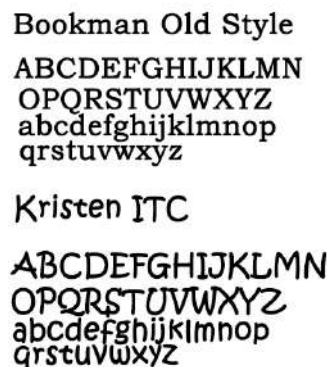 Bookman Old Style
ABCDEFGHIJKLMN
OPQRSTUVWXYZ
abcdefghijklmnop
qrstuvwxyz
Kristen ITC
ABCDEFGHIJKLMN
OPQRSTUVWXYZ
abcdefghijklmnop
qrstuvwxyz